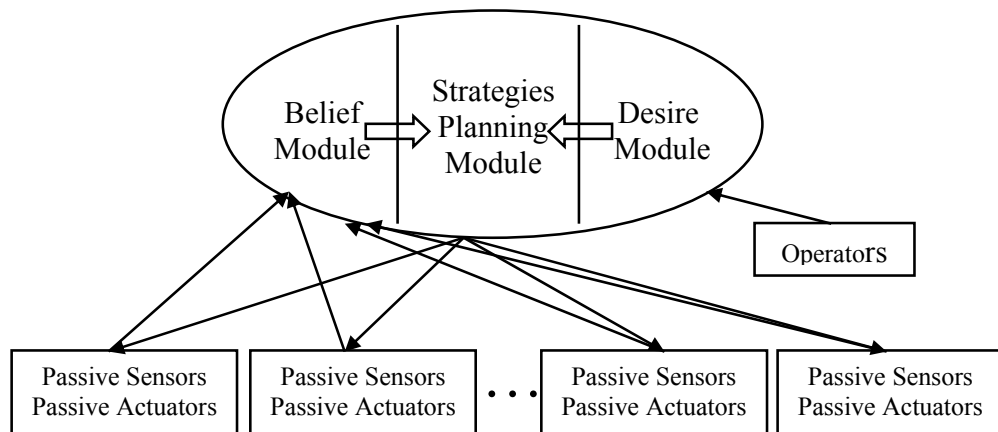 Belief
Module
Strategies
Planning
Module
Desire
Module
Operators
Passive Sensors
Passive Actuators
Passive Sensors
Passive Actuators
. . .
Passive Sensors
Passive Actuators
Passive Sensors
Passive Actuators